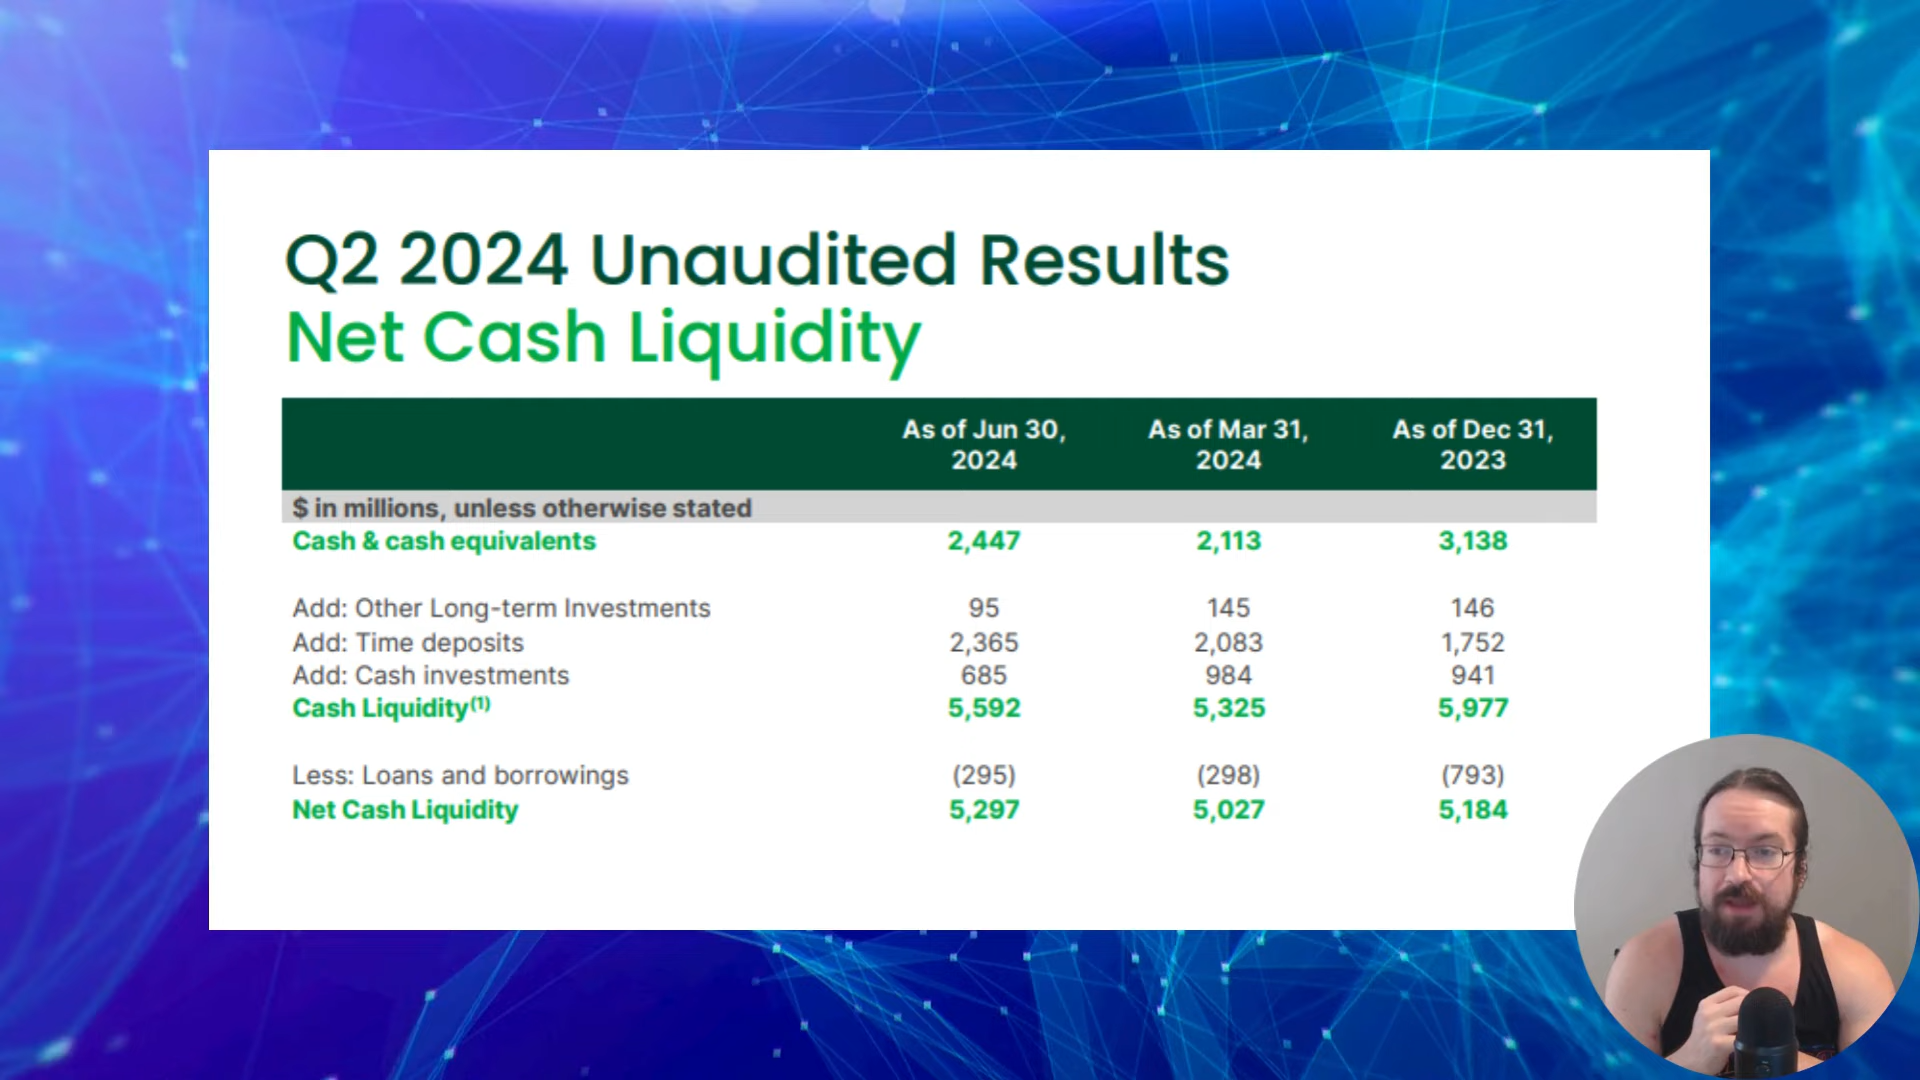 Q2 2024 Unaudited Results
Net Cash Liquidity
As of Jun 30, 2024 As of Mar 31, 2024 As of Dec 31, 2023
$ in millions, unless otherwise stated
Cash & cash equivalents 2,447 2,113 3,138
Add: Other Long-term Investments 95 145 146
Add: Time deposits 2,365 2,083 1,752
Add: Cash investments 685 984 941
Cash Liquidity(1) 5,592 5,325 5,977
Less: Loans and borrowings (295) (298) (793)
Net Cash Liquidity 5,297 5,027 5,184